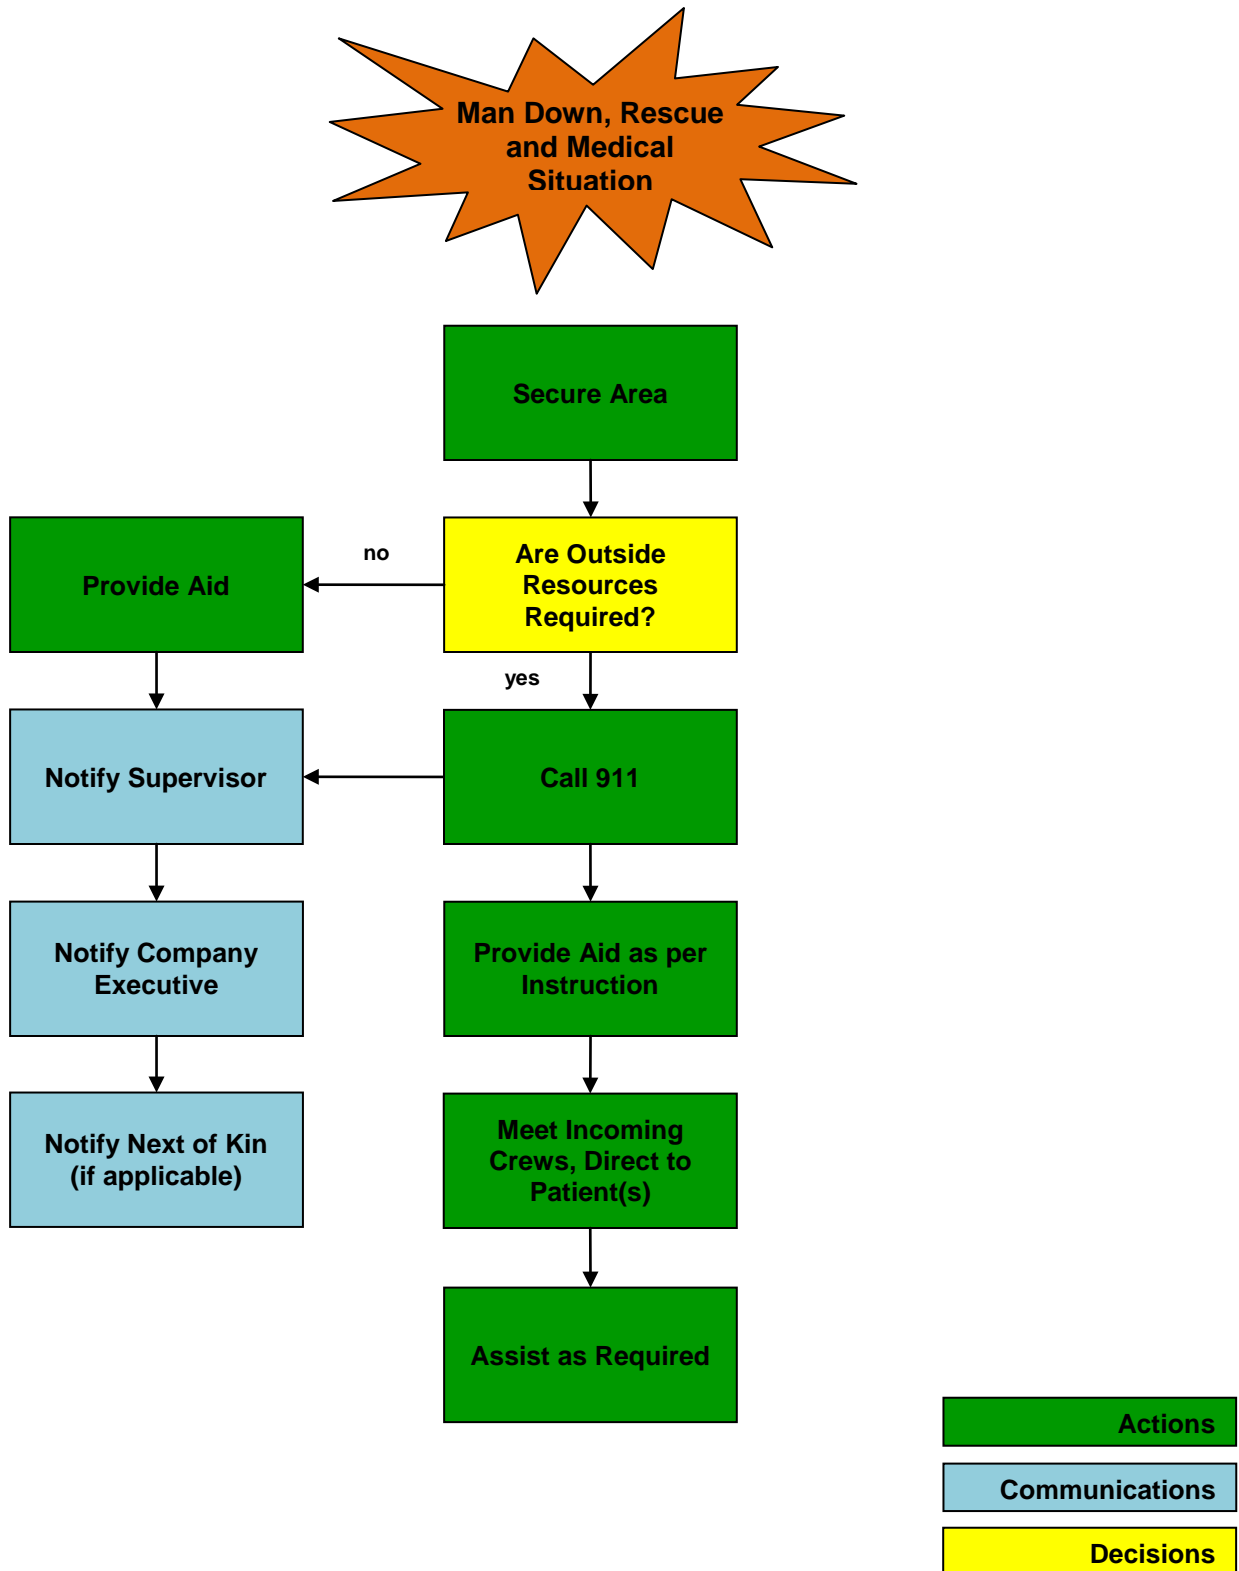 Man Down, Rescue
and Medical
Situation
Secure Area
Are Outside
Resources
Required?
no
Provide Aid
yes
Notify Supervisor
Call 911
Notify Company
Executive
Provide Aid as per
Instruction
Notify Next of Kin
(if applicable)
Meet Incoming
Crews, Direct to
Patient(s)
Assist as Required
Actions
Communications
Decisions